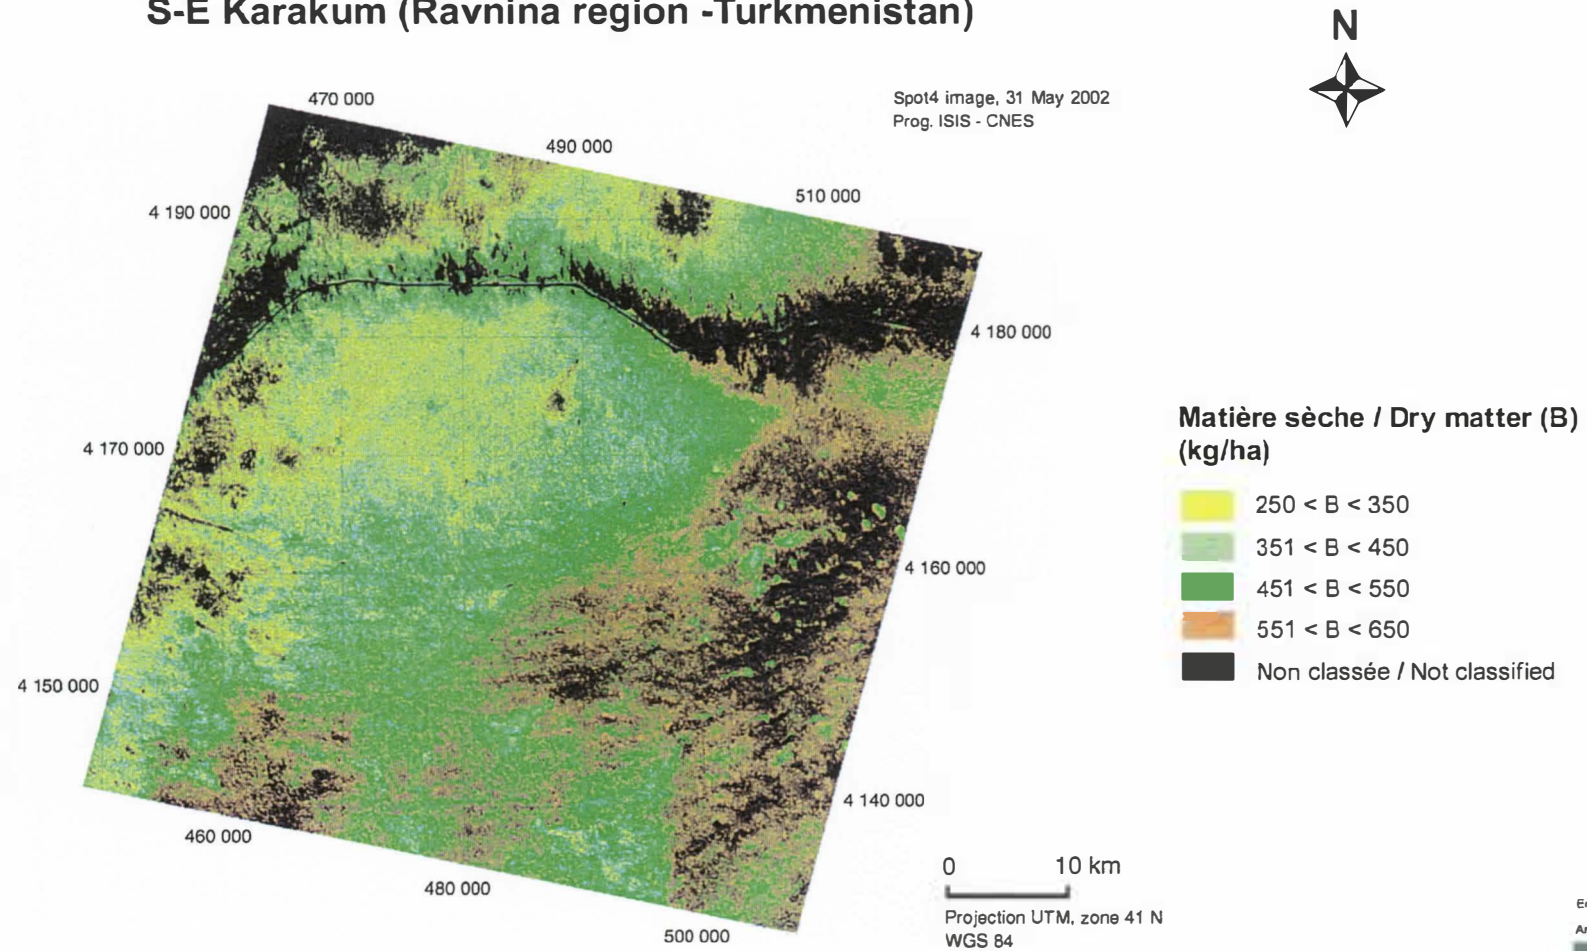 S-E Karakum (Ravnina region -Turkmenistan)
N
Spot4 image, 31 May 2002
Prog. ISIS - CNES
470 000
490 000
510 000
4 190 000
4 180 000
4 170 000
4 160 000
4 150 000
4 140 000
460 000
480 000
500 000
Matière sèche / Dry matter (B)
(kg/ha)
250 < B < 350
351 < B < 450
451 < B < 550
551 < B < 650
Non classée / Not classified
0 10 km
Projection UTM, zone 41 N
WGS 84